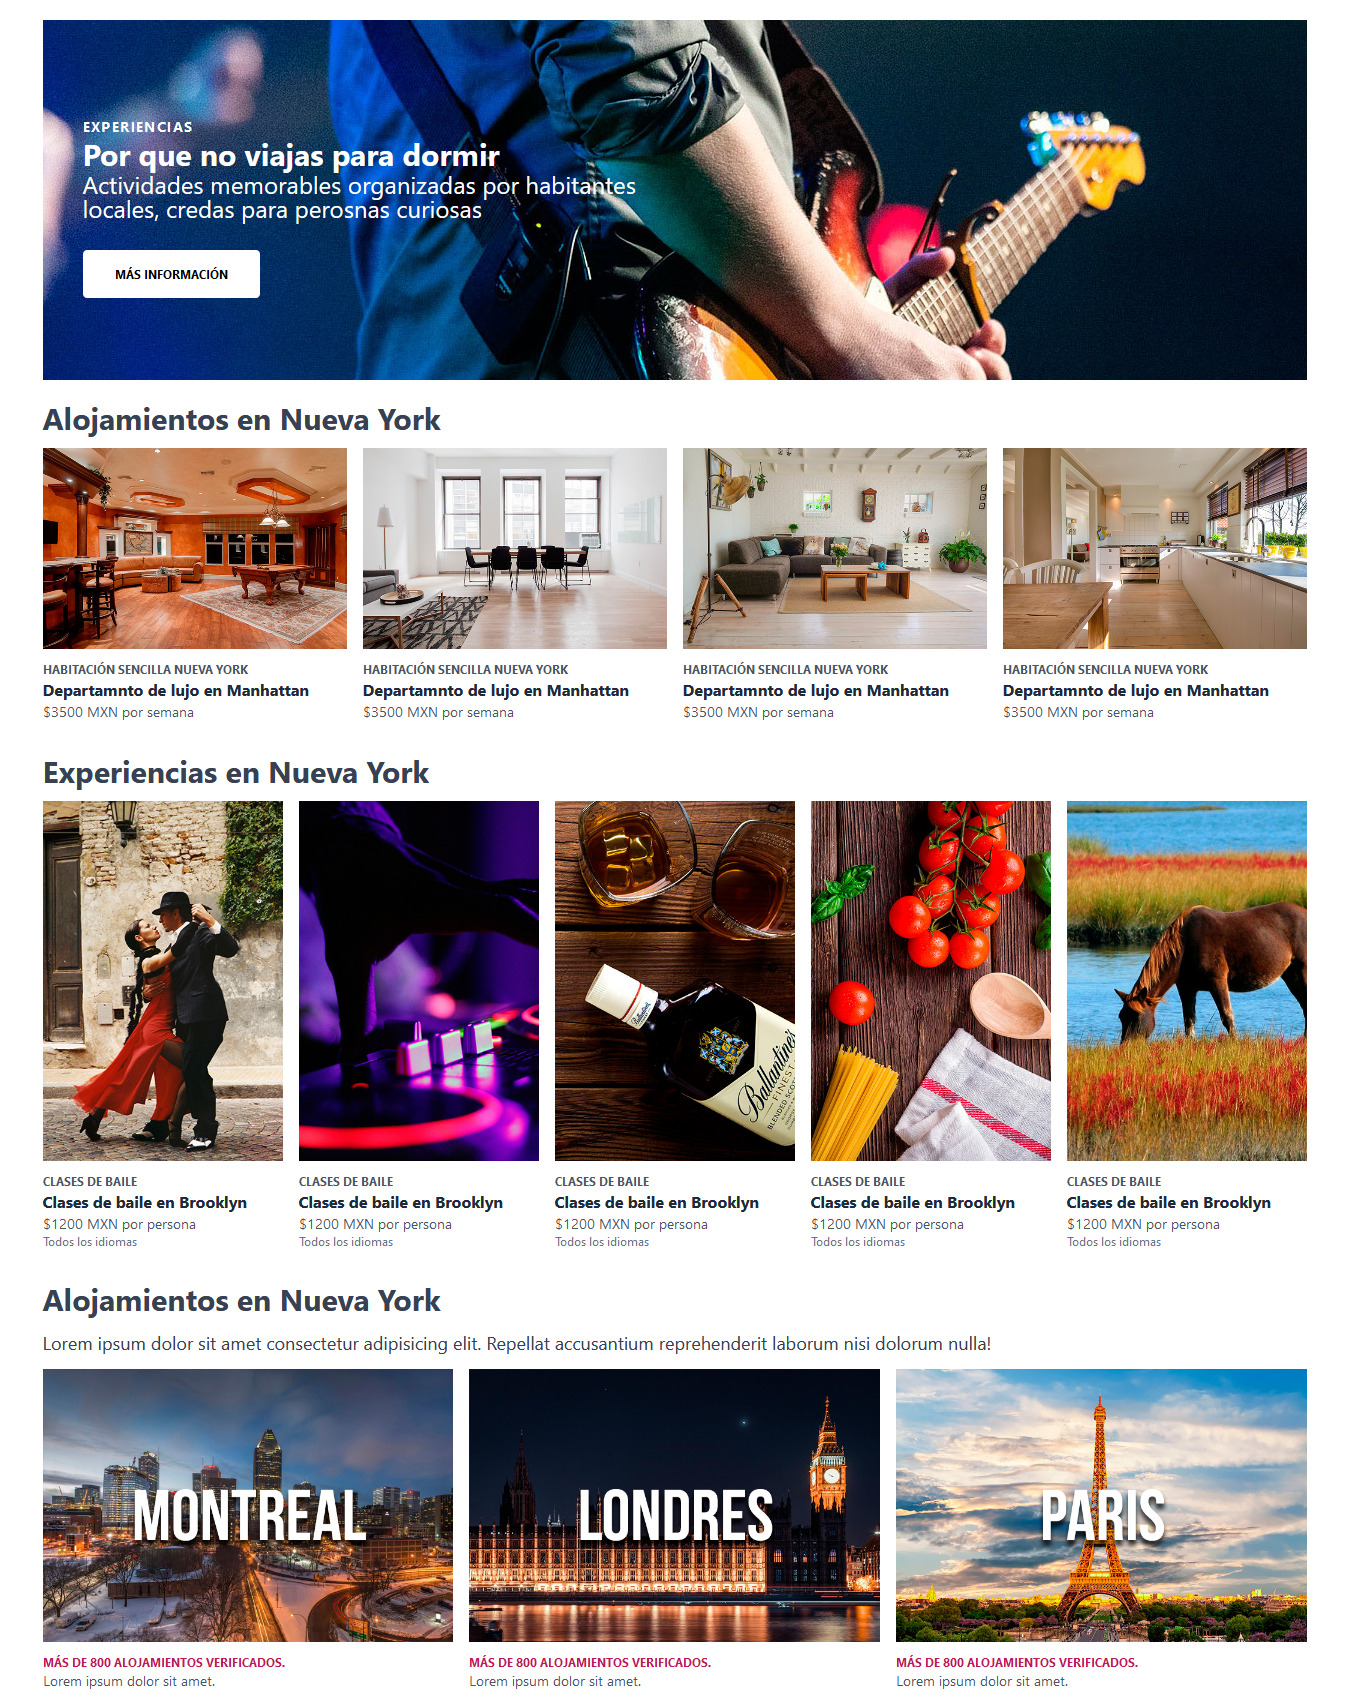 EXPERIENCIAS
Por que no viajas para dormir
Actividades memorables organizadas por habitantes
locales, credas para perosnas curiosas
MÁS INFORMACIÓN
Alojamientos en Nueva York
HABITACIÓN SENCILLA NUEVA YORK
Departamnto de lujo en Manhattan
$3500 MXN por semana
HABITACIÓN SENCILLA NUEVA YORK
Departamnto de lujo en Manhattan
$3500 MXN por semana
HABITACIÓN SENCILLA NUEVA YORK
Departamnto de lujo en Manhattan
$3500 MXN por semana
HABITACIÓN SENCILLA NUEVA YORK
Departamnto de lujo en Manhattan
$3500 MXN por semana
Experiencias en Nueva York
Ballantine's
FINEST
CLASES DE BAILE
Clases de baile en Brooklyn
$1200 MXN por persona
Todos los idiomas
CLASES DE BAILE
Clases de baile en Brooklyn
$1200 MXN por persona
Todos los idiomas
CLASES DE BAILE
Clases de baile en Brooklyn
$1200 MXN por persona
Todos los idiomas
CLASES DE BAILE
Clases de baile en Brooklyn
$1200 MXN por persona
Todos los idiomas
CLASES DE BAILE
Clases de baile en Brooklyn
$1200 MXN por persona
Todos los idiomas
Alojamientos en Nueva York
Lorem ipsum dolor sit amet consectetur adipisicing elit. Repellat accusantium reprehenderit laborum nisi dolorum nulla!
MONTREAL
LONDRES
PARIS
MÁS DE 800 ALOJAMIENTOS VERIFICADOS.
Lorem ipsum dolor sit amet.
MÁS DE 800 ALOJAMIENTOS VERIFICADOS.
Lorem ipsum dolor sit amet.
MÁS DE 800 ALOJAMIENTOS VERIFICADOS.
Lorem ipsum dolor sit amet.